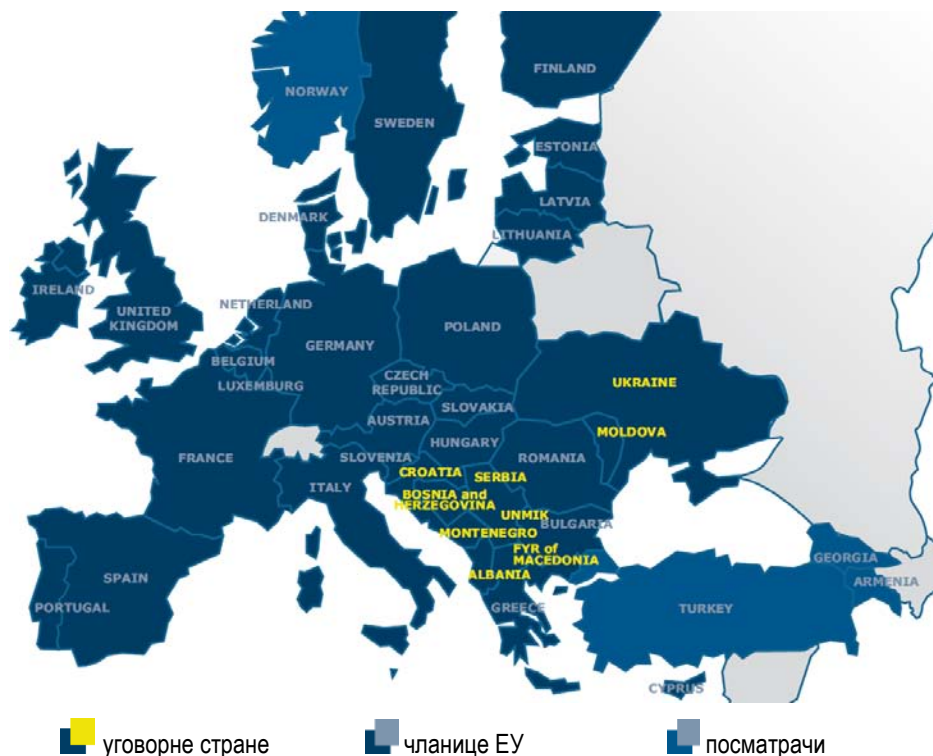 FINLAND
NORWAY
SWEDEN
ESTONIA
LATVIA
DENMARK
LITHUANIA
IRELAND
NETHERLAND
UNITED
KINGDOM
POLAND
GERMANY
BELGIUM
CZECH
REPUBLIC
UKRAINE
LUXEMBURG
SLOVAKIA
AUSTRIA
MOLDOVA
HUNGARY
FRANCE
SLOVENIA
ROMANIA
CROATIA
SERBIA
ITALY
BOSNIA and
HERZEGOVINA
UNMIK
BULGARIA
MONTENEGRO
FYR of
MACEDONIA
GEORGIA
SPAIN
ALBANIA
ARMENIA
PORTUGAL
GREECE
TURKEY
CYPRUS
уговорне стране
чланице ЕУ
посматрачи